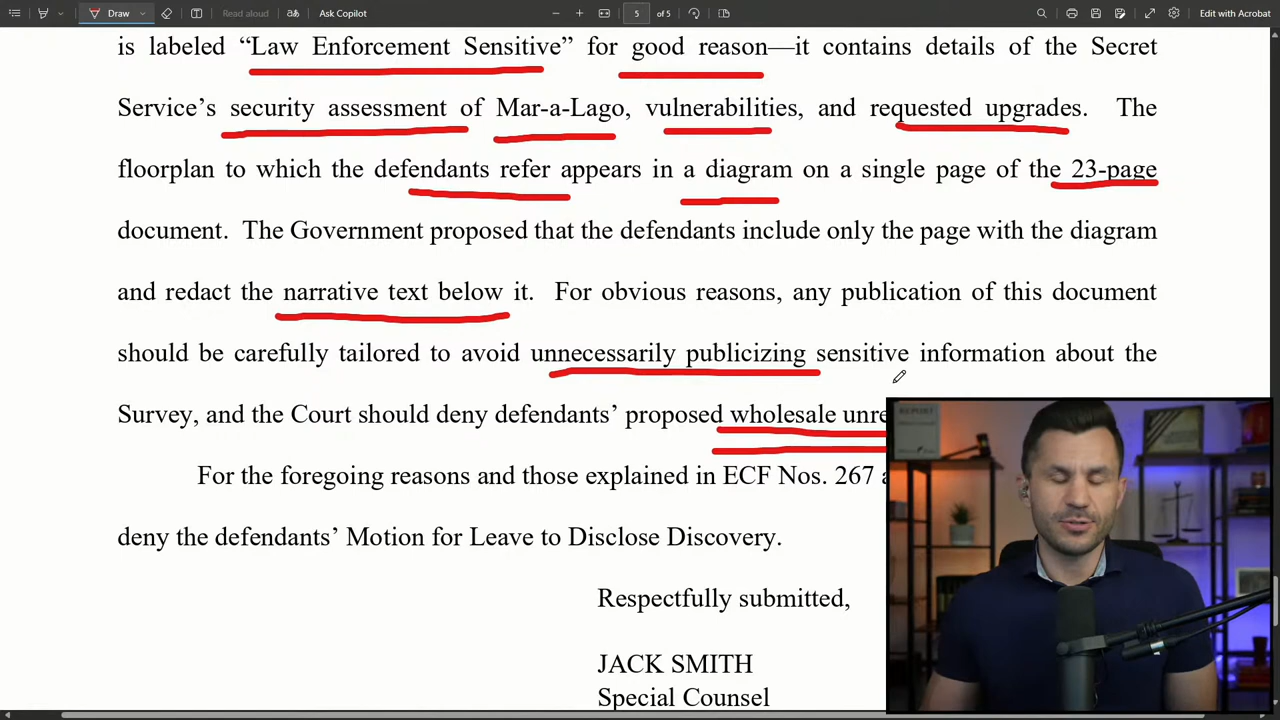 Draw
Read aloud
Ask Copilot
5
of 5
Edit with Acrobat
is labeled “Law Enforcement Sensitive” for good reason—it contains details of the Secret
Service’s security assessment of Mar-a-Lago, vulnerabilities, and requested upgrades. The
floorplan to which the defendants refer appears in a diagram on a single page of the 23-page
document. The Government proposed that the defendants include only the page with the diagram
and redact the narrative text below it. For obvious reasons, any publication of this document
should be carefully tailored to avoid unnecessarily publicizing sensitive information about the
Survey, and the Court should deny defendants’ proposed wholesale unre
For the foregoing reasons and those explained in ECF Nos. 267
deny the defendants’ Motion for Leave to Disclose Discovery.
Respectfully submitted,
JACK SMITH
Special Counsel
REPORT